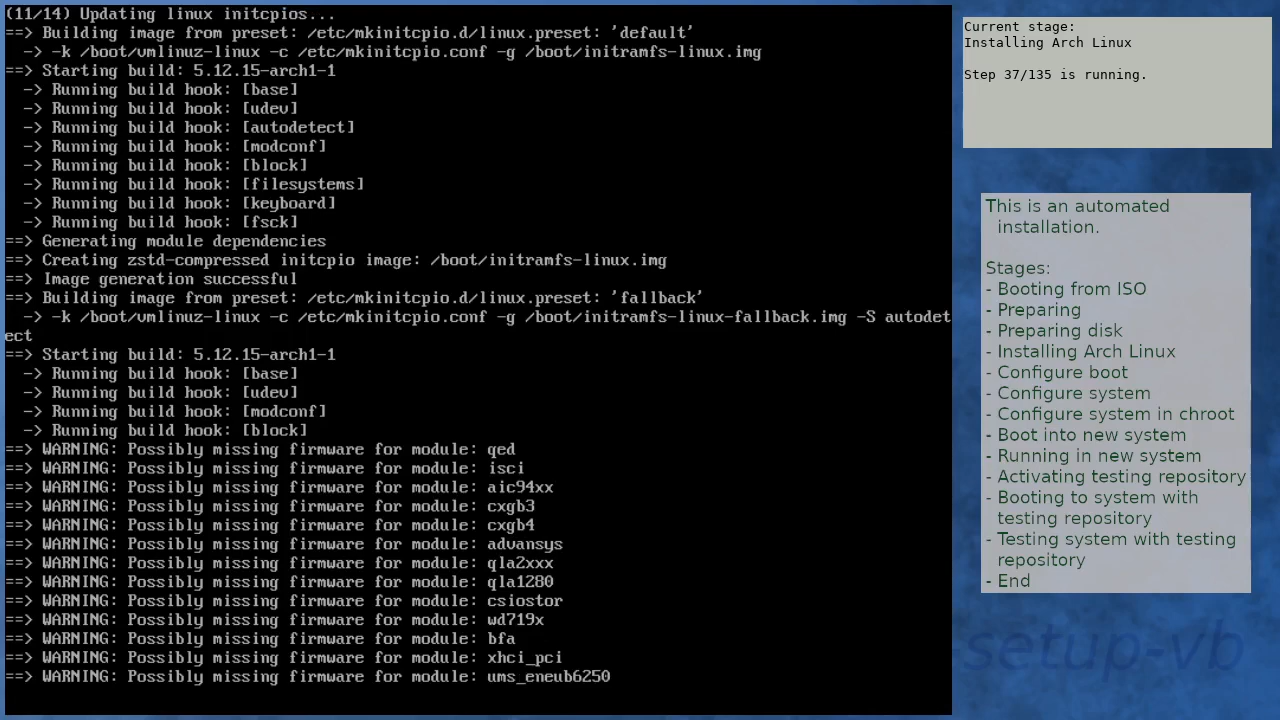 (11/14) Updating linux initcpios...
==> Building image from preset: /etc/mkinitcpio.d/linux.preset: 'default'
  -> -k /boot/vmlinuz-linux -c /etc/mkinitcpio.conf -g /boot/initramfs-linux.img
==> Starting build: 5.12.15-arch1-1
  -> Running build hook: [base]
  -> Running build hook: [udev]
  -> Running build hook: [autodetect]
  -> Running build hook: [modconf]
  -> Running build hook: [block]
  -> Running build hook: [filesystems]
  -> Running build hook: [keyboard]
  -> Running build hook: [fsck]
==> Generating module dependencies
==> Creating zstd-compressed initcpio image: /boot/initramfs-linux.img
==> Image generation successful
==> Building image from preset: /etc/mkinitcpio.d/linux.preset: 'fallback'
  -> -k /boot/vmlinuz-linux -c /etc/mkinitcpio.conf -g /boot/initramfs-linux-fallback.img -S autodet
ect
==> Starting build: 5.12.15-arch1-1
  -> Running build hook: [base]
  -> Running build hook: [udev]
  -> Running build hook: [modconf]
  -> Running build hook: [block]
==> WARNING: Possibly missing firmware for module: qed
==> WARNING: Possibly missing firmware for module: isci
==> WARNING: Possibly missing firmware for module: aic94xx
==> WARNING: Possibly missing firmware for module: cxgb3
==> WARNING: Possibly missing firmware for module: cxgb4
==> WARNING: Possibly missing firmware for module: advansys
==> WARNING: Possibly missing firmware for module: qla2xxx
==> WARNING: Possibly missing firmware for module: qla1280
==> WARNING: Possibly missing firmware for module: csiostor
==> WARNING: Possibly missing firmware for module: wd719x
==> WARNING: Possibly missing firmware for module: bfa
==> WARNING: Possibly missing firmware for module: xhci_pci
==> WARNING: Possibly missing firmware for module: ums_eneub6250
Current stage:
Installing Arch Linux
Step 37/135 is running.
This is an automated
installation.
Stages:
- Booting from ISO
- Preparing
- Preparing disk
- Installing Arch Linux
- Configure boot
- Configure system
- Configure system in chroot
- Boot into new system
- Running in new system
- Activating testing repository
- Booting to system with
testing repository
- Testing system with testing
repository
- End
setup-vb